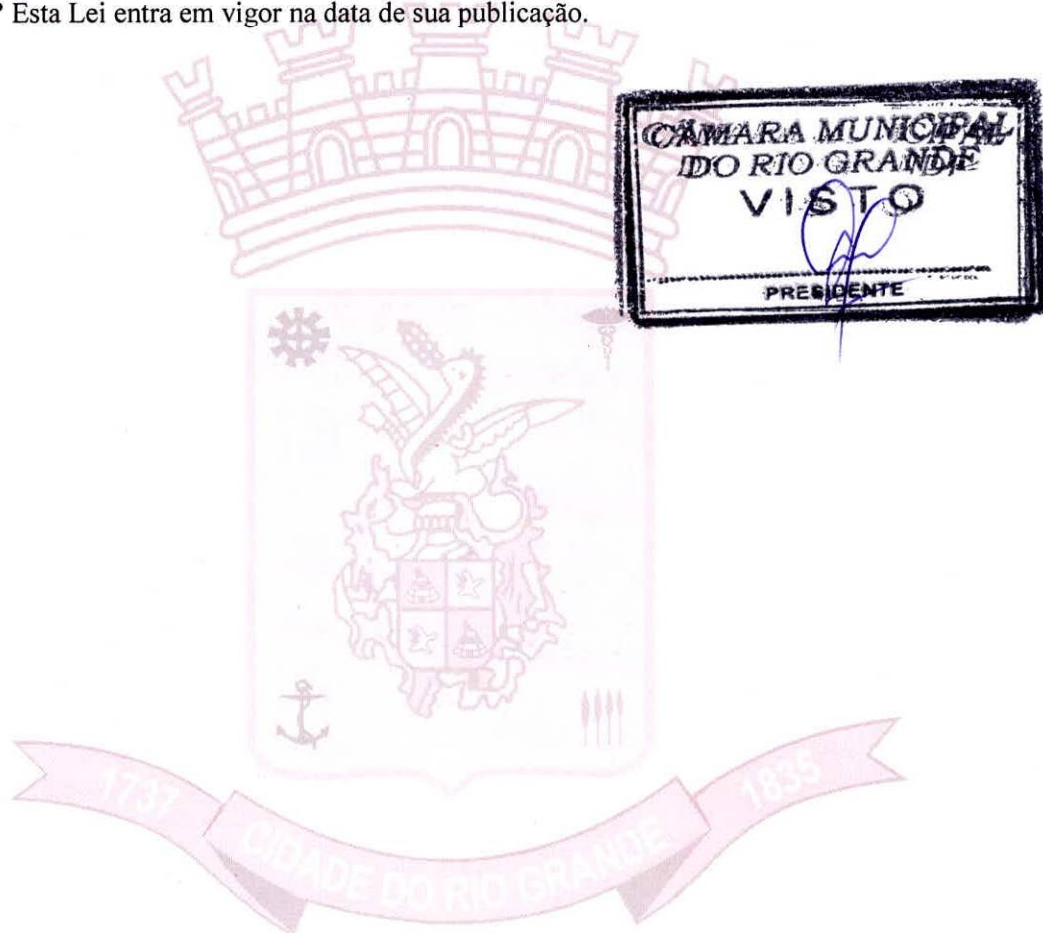 º Esta Lei entra em vigor na data de sua publicação.
CÂMARA MUNICIPAL
DO RIO GRANDE
VISTO
PRESIDENTE
1737
CIDADE DO RIO GRANDE
1835